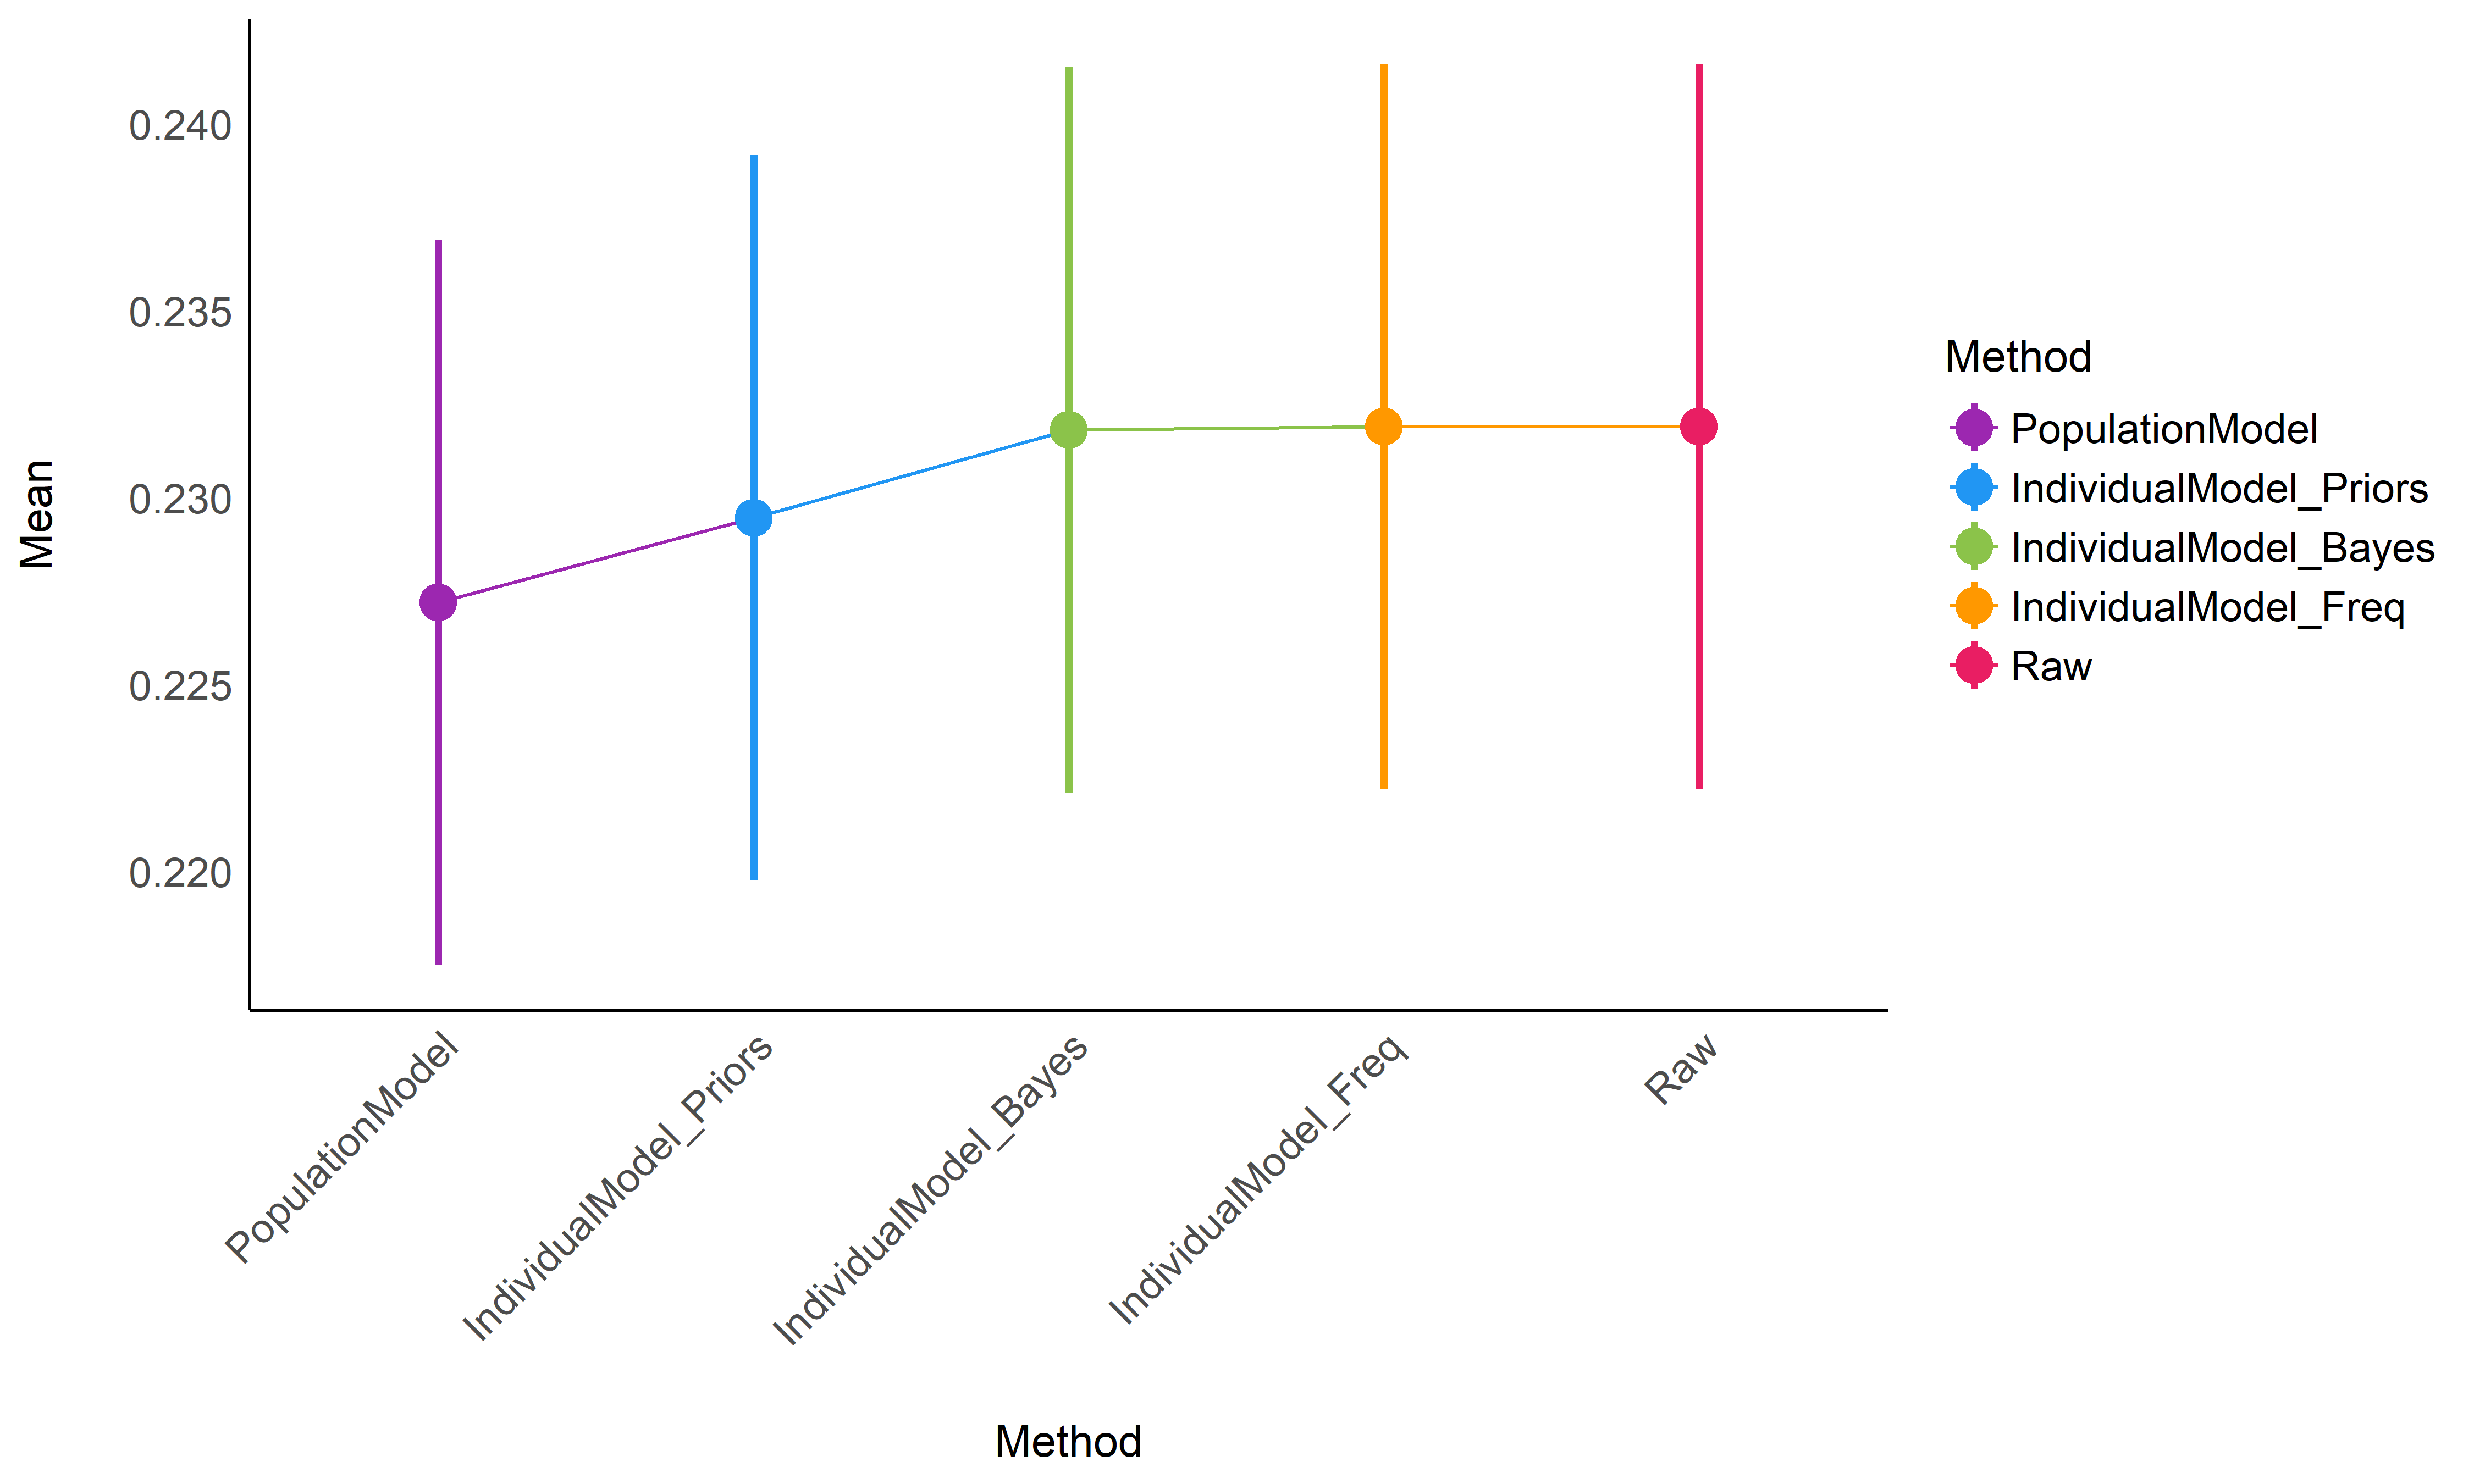 0.240
0.235
0.230
0.225
0.220
Mean
PopulationModel
IndividualModel_Priors
IndividualModel_Bayes
IndividualModel_Freq
Raw
Method
Method
PopulationModel
IndividualModel_Priors
IndividualModel_Bayes
IndividualModel_Freq
Raw